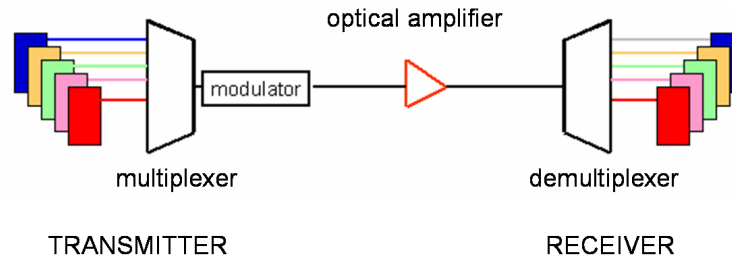 optical amplifier
modulator
multiplexer
demultiplexer
TRANSMITTER
RECEIVER